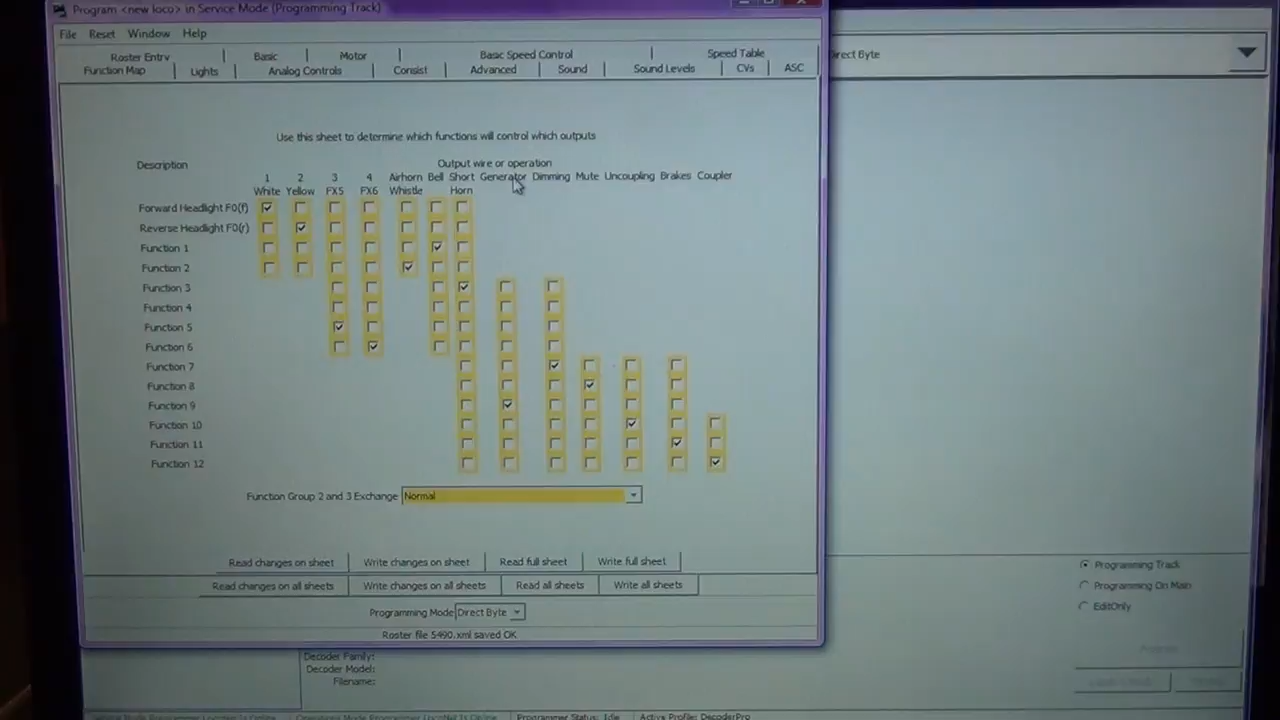 Program <new loco> in Service Mode (Programming Track)
File Reset Window Help
Roster Entry Basic Motor Basic Speed Control Speed Table
Function Map Lights Analog Controls Consist Advanced Sound Sound Levels CVs ASC
Direct Byte
Use this sheet to determine which functions will control which outputs
Description Output wire or operation
1 2 3 4 Airhorn Bell Short Generator Dimming Mute Uncoupling Brakes Coupler
White Yellow FX5 FX6 Whistle Horn
Forward Headlight F0(f)
Reverse Headlight F0(r)
Function 1
Function 2
Function 3
Function 4
Function 5
Function 6
Function 7
Function 8
Function 9
Function 10
Function 11
Function 12
Function Group 2 and 3 Exchange Normal
Read changes on sheet Write changes on sheet Read full sheet Write full sheet
Read changes on all sheets Write changes on all sheets Read all sheets Write all sheets
Programming Mode Direct Byte
Roster file 5490.xml saved OK
Programming Track
Programming On Main
EditOnly
Decoder Family:
Decoder Model:
Filename:
Programmer Status: Idle Active Profile: DecoderPro